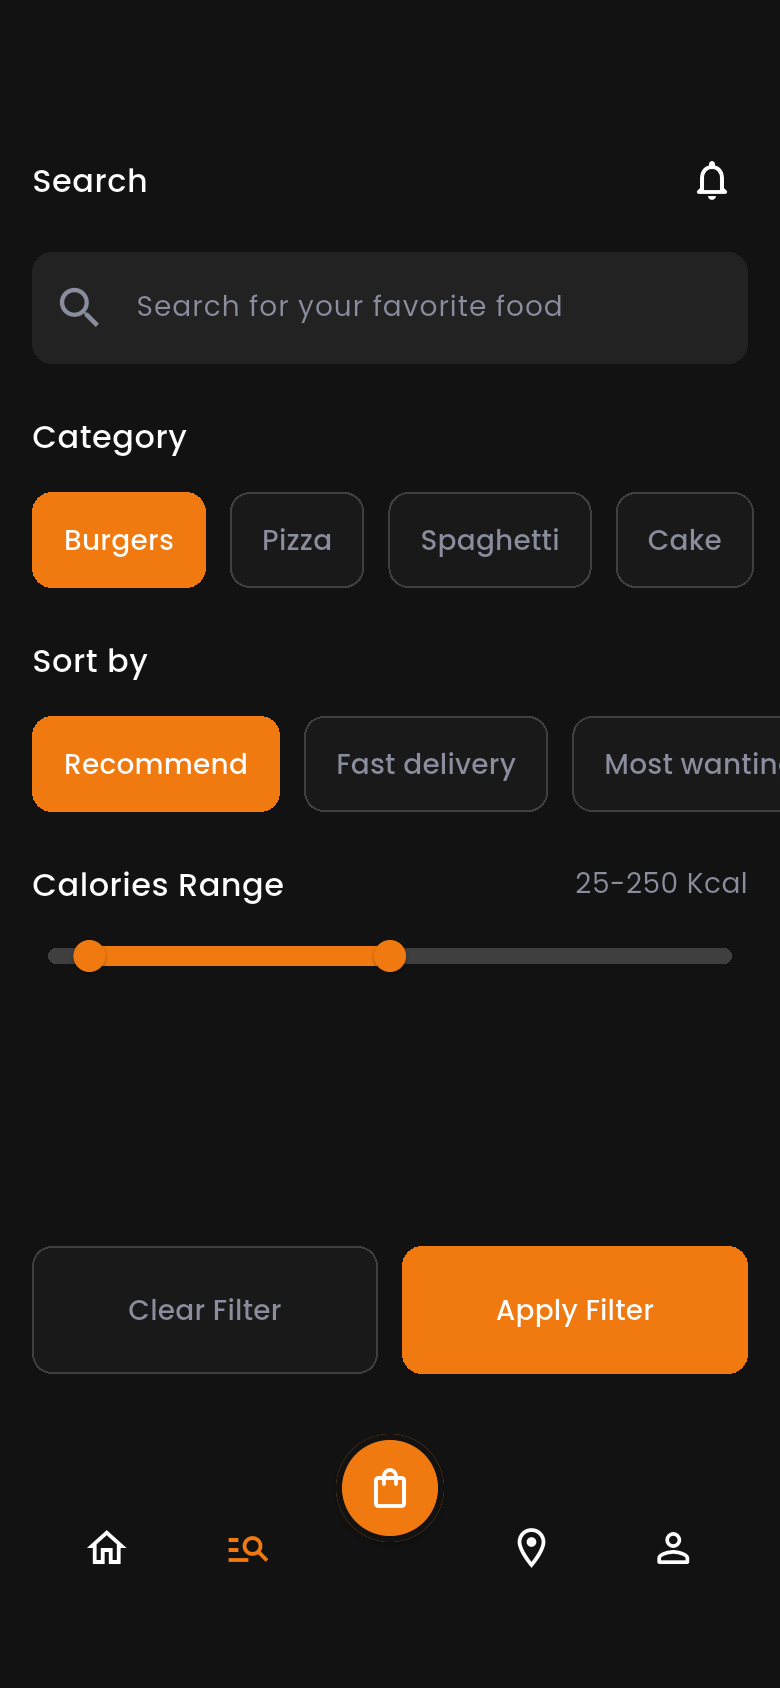 Search
Search for your favorite food
Category
Burgers Pizza Spaghetti Cake
Sort by
Recommend Fast delivery Most wantin
Calories Range 25-250 Kcal
Clear Filter Apply Filter